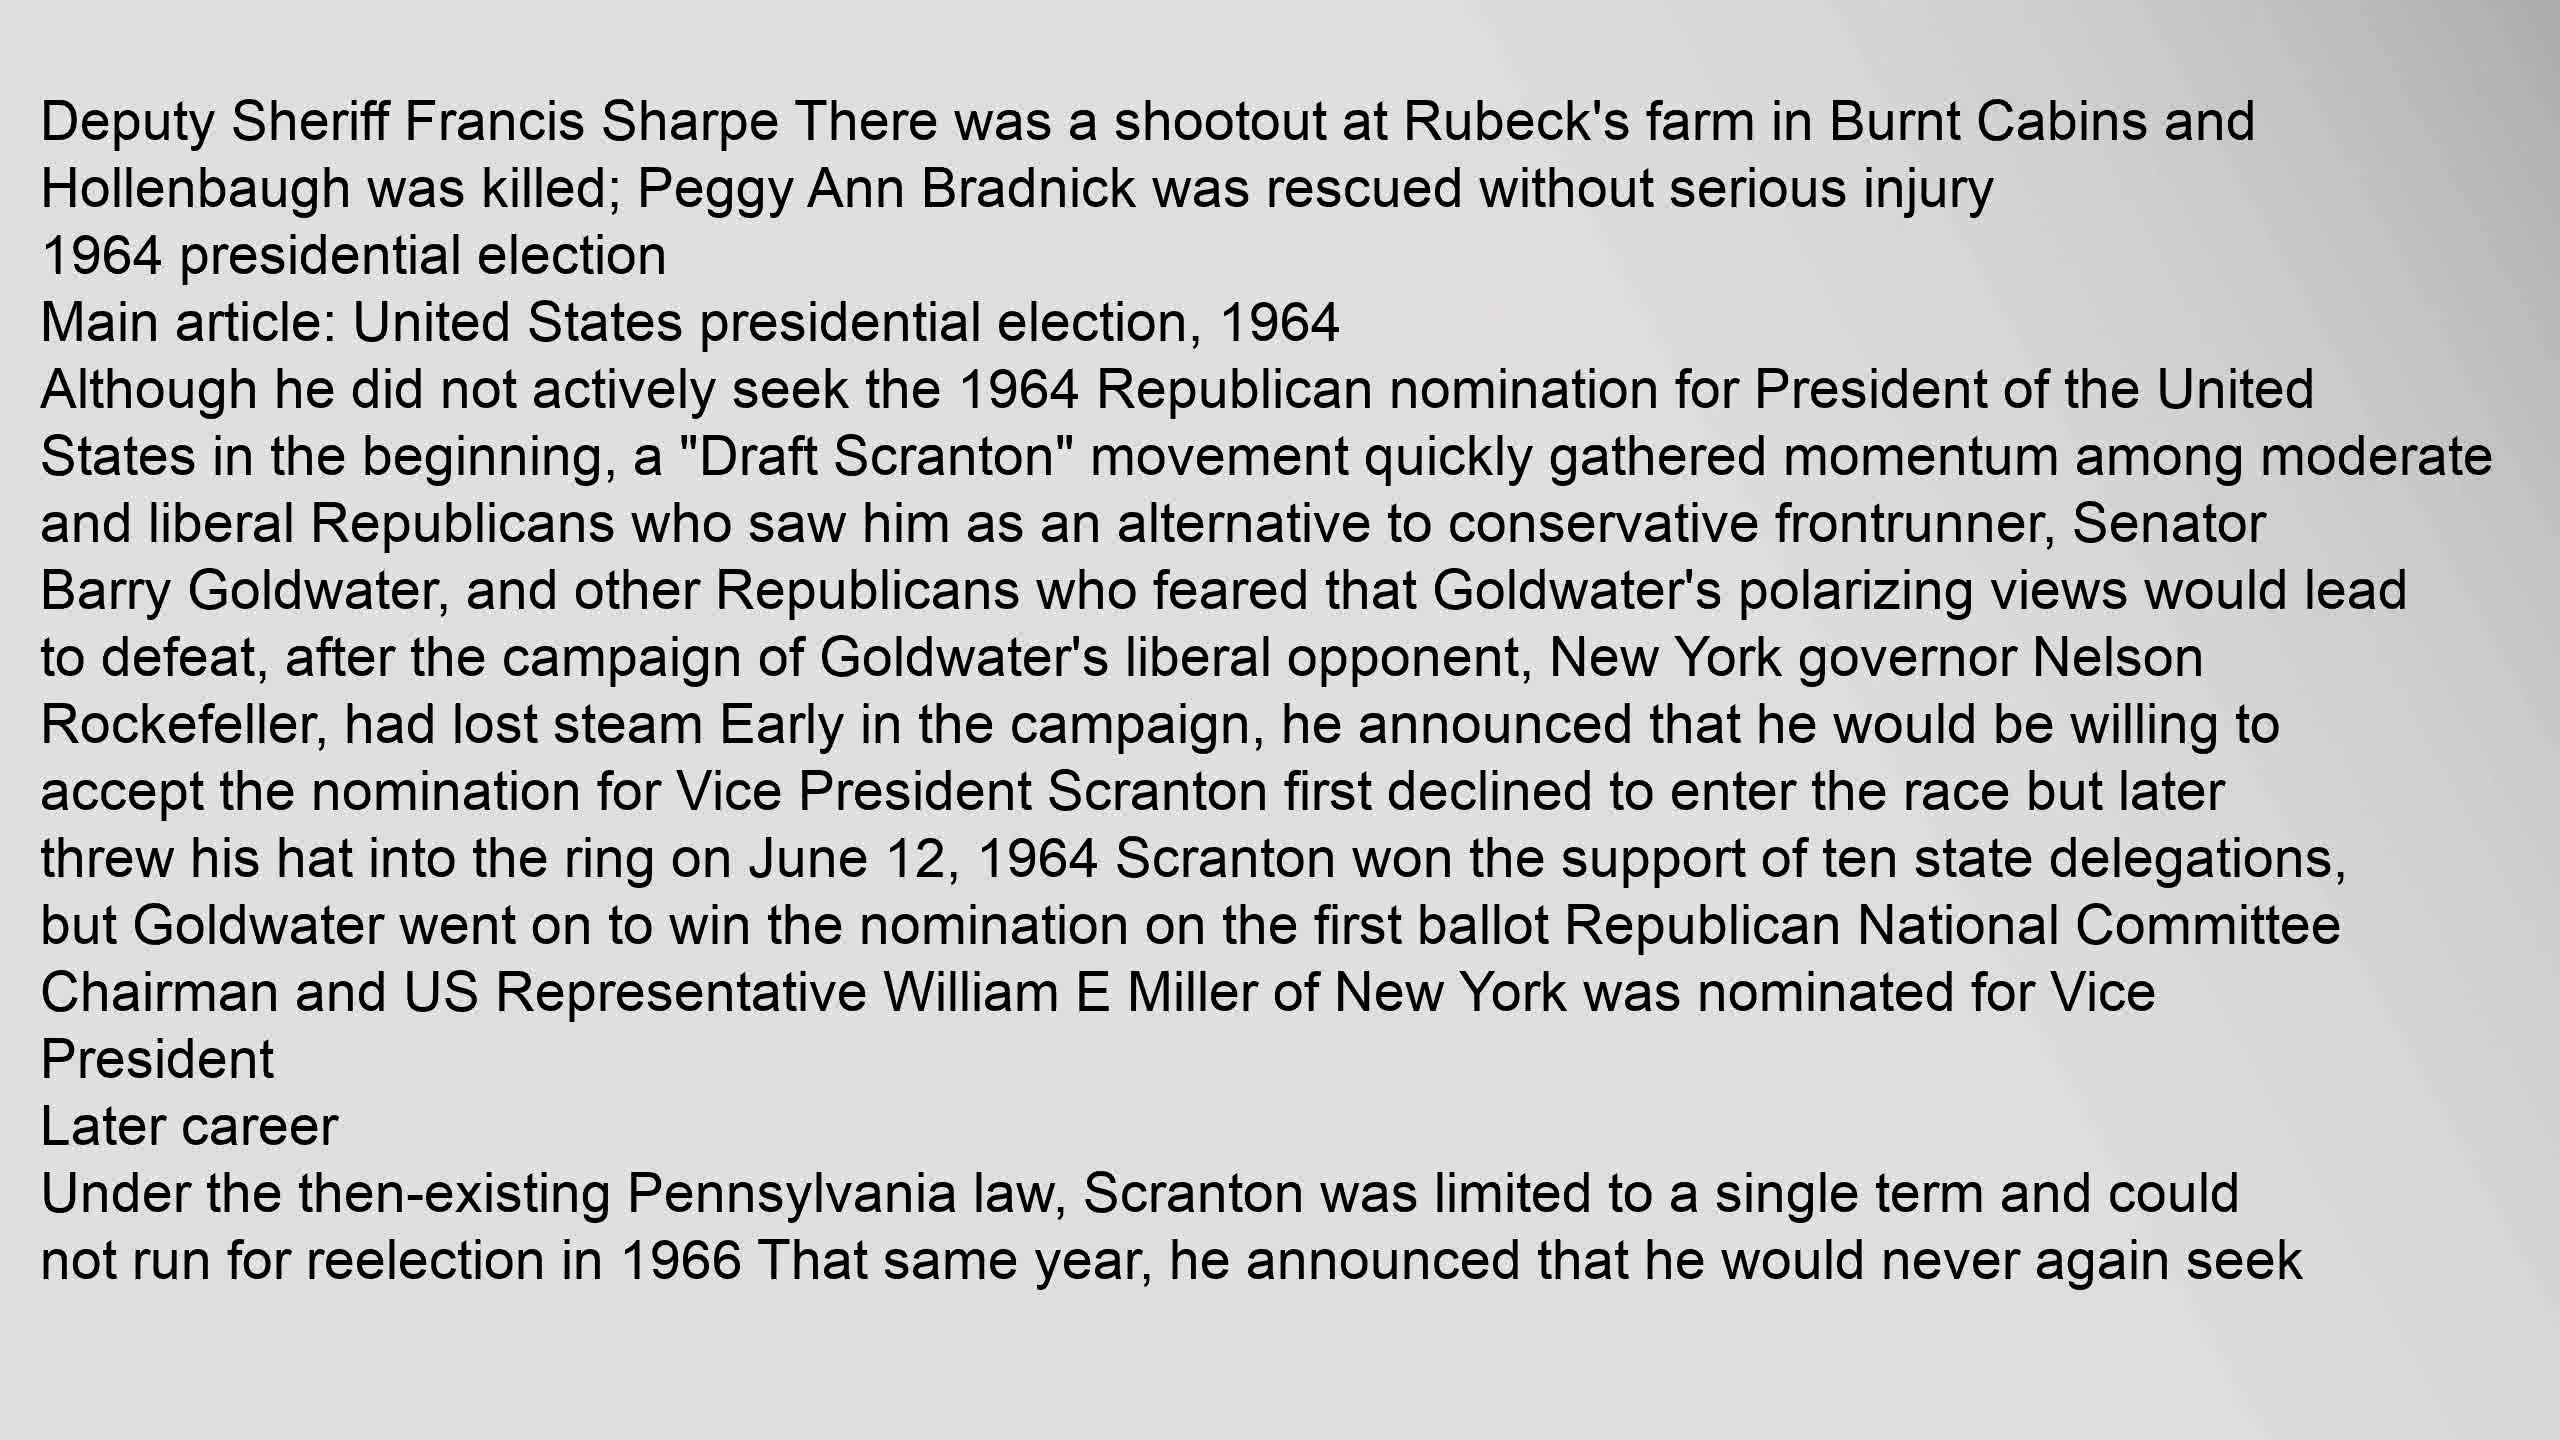 Deputy Sheriff Francis Sharpe There was a shootout at Rubeck's farm in Burnt Cabins and
Hollenbaugh was killed; Peggy Ann Bradnick was rescued without serious injury
1964 presidential election
Main article: United States presidential election, 1964
Although he did not actively seek the 1964 Republican nomination for President of the United
States in the beginning, a "Draft Scranton" movement quickly gathered momentum among moderate
and liberal Republicans who saw him as an alternative to conservative frontrunner, Senator
Barry Goldwater, and other Republicans who feared that Goldwater's polarizing views would lead
to defeat, after the campaign of Goldwater's liberal opponent, New York governor Nelson
Rockefeller, had lost steam Early in the campaign, he announced that he would be willing to
accept the nomination for Vice President Scranton first declined to enter the race but later
threw his hat into the ring on June 12, 1964 Scranton won the support of ten state delegations,
but Goldwater went on to win the nomination on the first ballot Republican National Committee
Chairman and US Representative William E Miller of New York was nominated for Vice
President
Later career
Under the then-existing Pennsylvania law, Scranton was limited to a single term and could
not run for reelection in 1966 That same year, he announced that he would never again seek